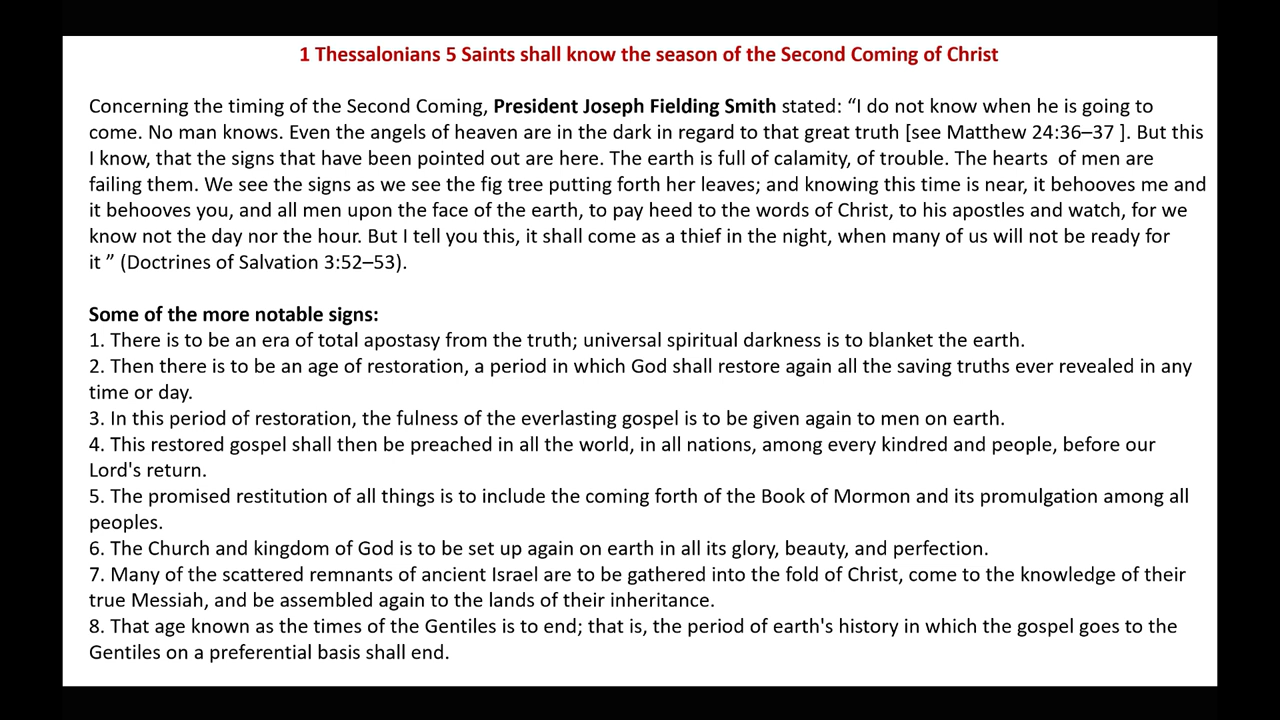 1 Thessalonians 5 Saints shall know the season of the Second Coming of Christ
Concerning the timing of the Second Coming, President Joseph Fielding Smith stated: “I do not know when he is going to
come. No man knows. Even the angels of heaven are in the dark in regard to that great truth [see Matthew 24:36–37 ]. But this
I know, that the signs that have been pointed out are here. The earth is full of calamity, of trouble. The hearts  of men are
failing them. We see the signs as we see the fig tree putting forth her leaves; and knowing this time is near, it behooves me and
it behooves you, and all men upon the face of the earth, to pay heed to the words of Christ, to his apostles and watch, for we
know not the day nor the hour. But I tell you this, it shall come as a thief in the night, when many of us will not be ready for
it ” (Doctrines of Salvation 3:52–53).
Some of the more notable signs:
1. There is to be an era of total apostasy from the truth; universal spiritual darkness is to blanket the earth.
2. Then there is to be an age of restoration, a period in which God shall restore again all the saving truths ever revealed in any
time or day.
3. In this period of restoration, the fulness of the everlasting gospel is to be given again to men on earth.
4. This restored gospel shall then be preached in all the world, in all nations, among every kindred and people, before our
Lord's return.
5. The promised restitution of all things is to include the coming forth of the Book of Mormon and its promulgation among all
peoples.
6. The Church and kingdom of God is to be set up again on earth in all its glory, beauty, and perfection.
7. Many of the scattered remnants of ancient Israel are to be gathered into the fold of Christ, come to the knowledge of their
true Messiah, and be assembled again to the lands of their inheritance.
8. That age known as the times of the Gentiles is to end; that is, the period of earth's history in which the gospel goes to the
Gentiles on a preferential basis shall end.